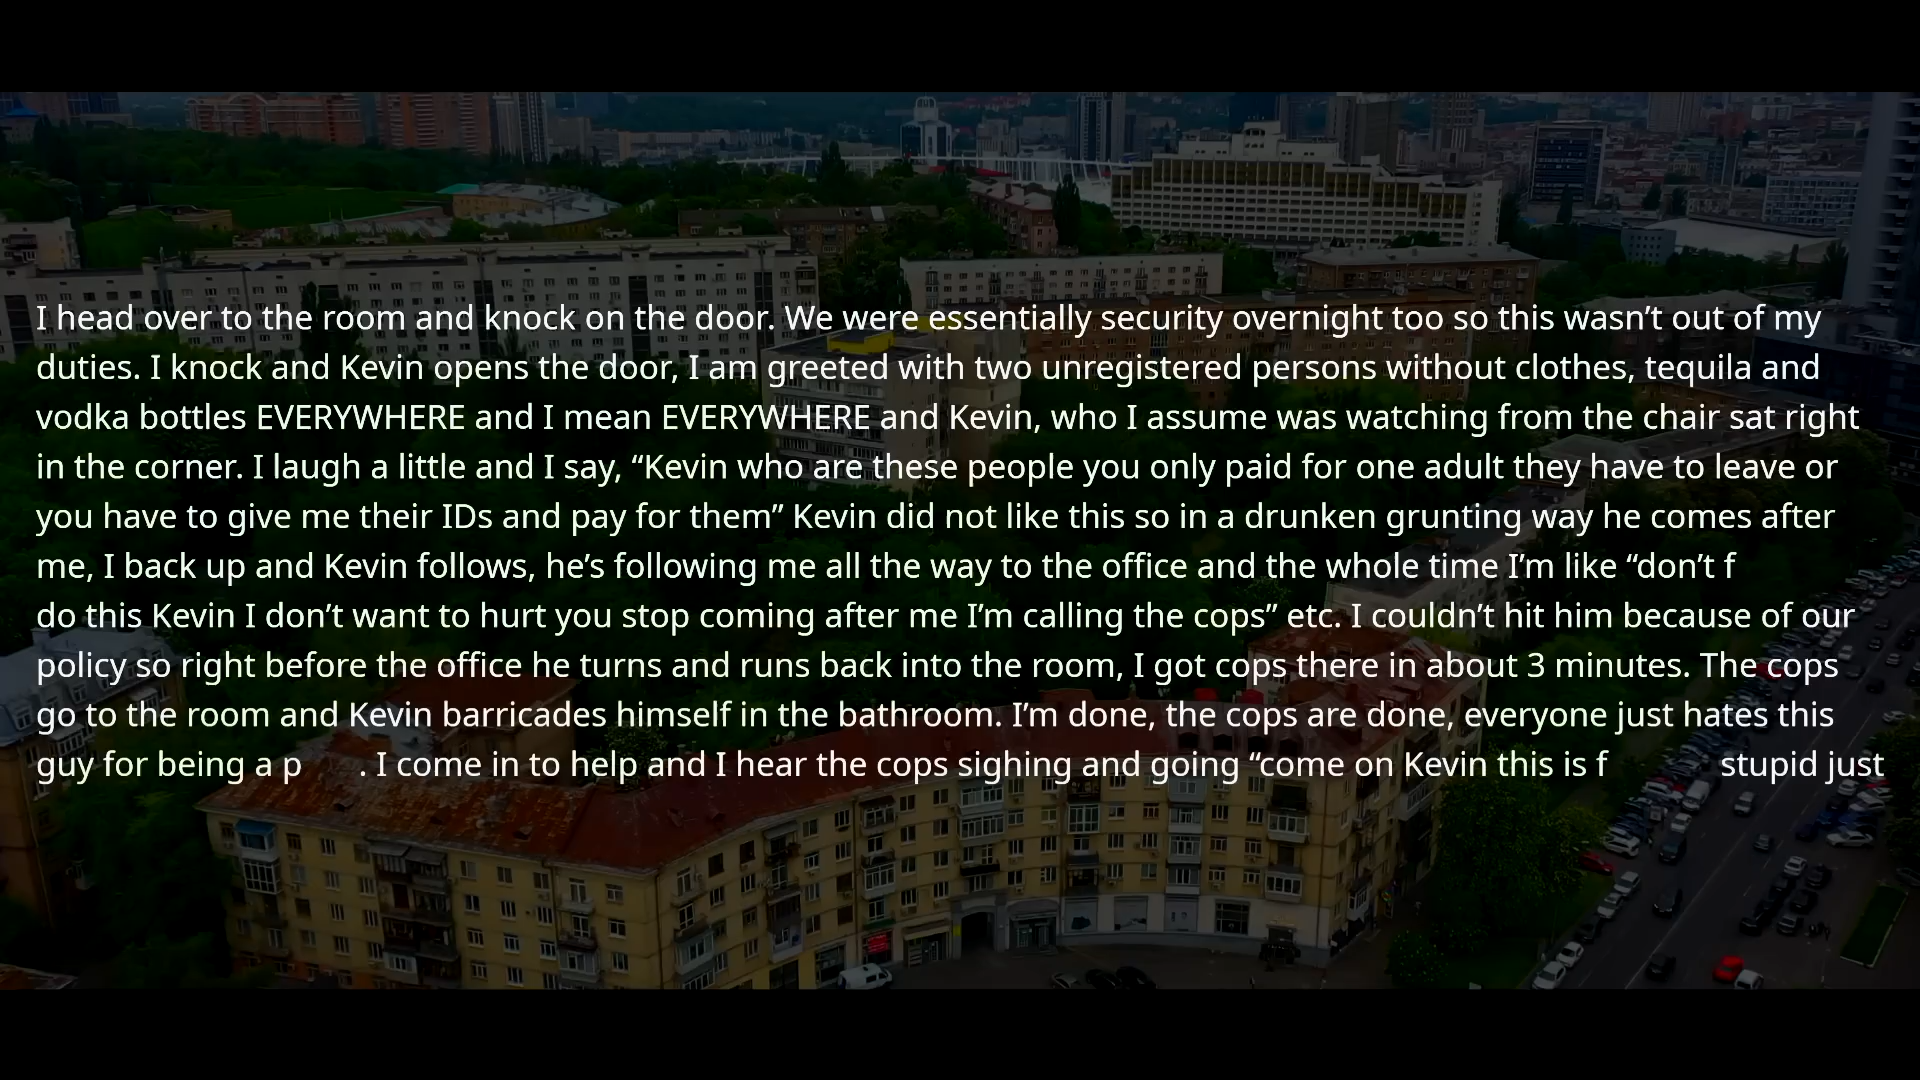 I head over to the room and knock on the door. We were essentially security overnight too so this wasn’t out of my
duties. I knock and Kevin opens the door, I am greeted with two unregistered persons without clothes, tequila and
vodka bottles EVERYWHERE and I mean EVERYWHERE and Kevin, who I assume was watching from the chair sat right
in the corner. I laugh a little and I say, “Kevin who are these people you only paid for one adult they have to leave or
you have to give me their IDs and pay for them” Kevin did not like this so in a drunken grunting way he comes after
me, I back up and Kevin follows, he’s following me all the way to the office and the whole time I’m like “don’t f
do this Kevin I don’t want to hurt you stop coming after me I’m calling the cops” etc. I couldn’t hit him because of our
policy so right before the office he turns and runs back into the room, I got cops there in about 3 minutes. The cops
go to the room and Kevin barricades himself in the bathroom. I’m done, the cops are done, everyone just hates this
guy for being a p . I come in to help and I hear the cops sighing and going “come on Kevin this is f stupid just